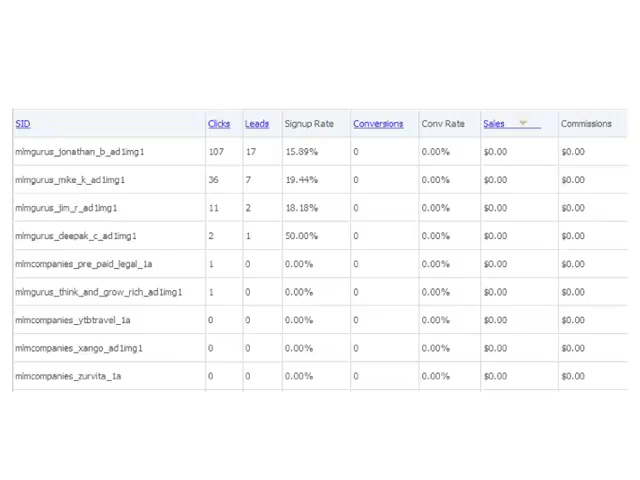 SID Clicks Leads Signup Rate Conversions Conv Rate Sales Commissions
mlmgurus_jonathan_b_ad1img1 107 17 15.89% 0 0.00% $0.00 $0.00
mlmgurus_mike_k_ad1img1 36 7 19.44% 0 0.00% $0.00 $0.00
mlmgurus_jim_r_ad1img1 11 2 18.18% 0 0.00% $0.00 $0.00
mlmgurus_deepak_c_ad1img1 2 1 50.00% 0 0.00% $0.00 $0.00
mlmcompanies_pre_paid_legal_1a 1 0 0.00% 0 0.00% $0.00 $0.00
mlmgurus_think_and_grow_rich_ad1img1 1 0 0.00% 0 0.00% $0.00 $0.00
mlmcompanies_ytbtravel_1a 0 0 0.00% 0 0.00% $0.00 $0.00
mlmcompanies_xango_ad1img1 0 0 0.00% 0 0.00% $0.00 $0.00
mlmcompanies_zurvita_1a 0 0 0.00% 0 0.00% $0.00 $0.00